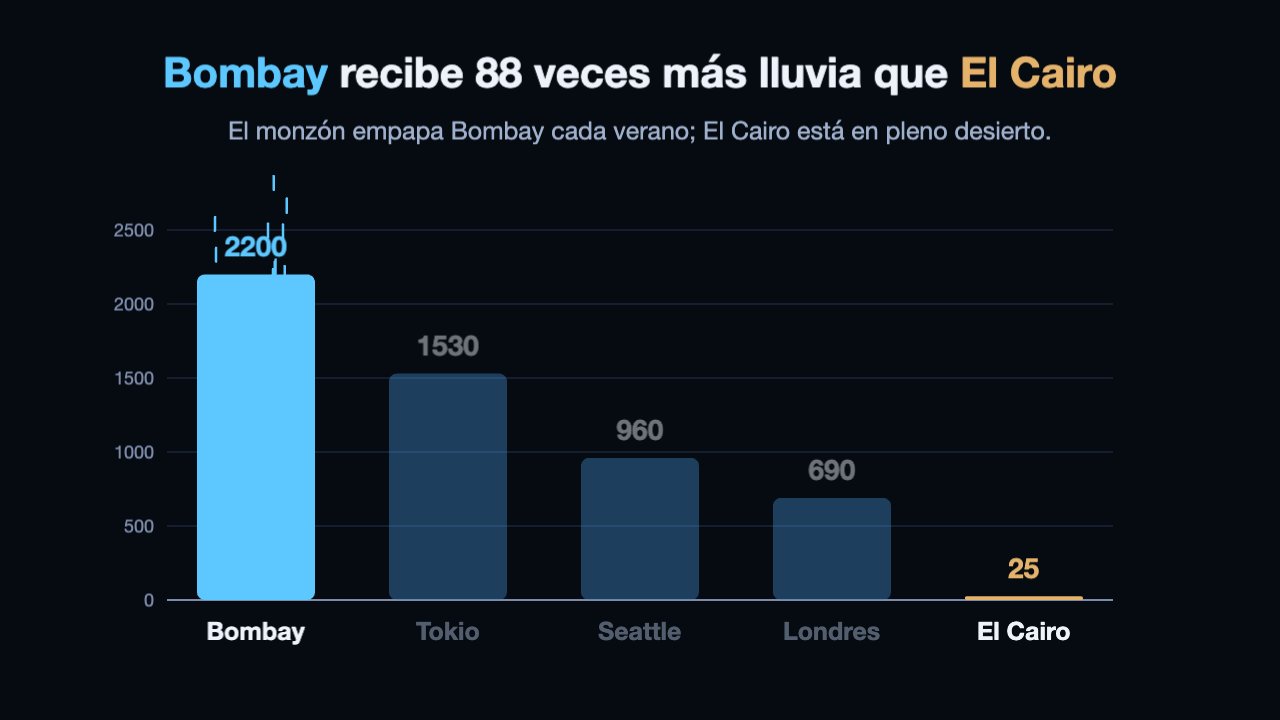 Bombay recibe 88 veces más lluvia que El Cairo
El monzón empapa Bombay cada verano; El Cairo está en pleno desierto.
2500
2000
1500
1000
500
0
2200
1530
960
690
25
Bombay
Tokio
Seattle
Londres
El Cairo